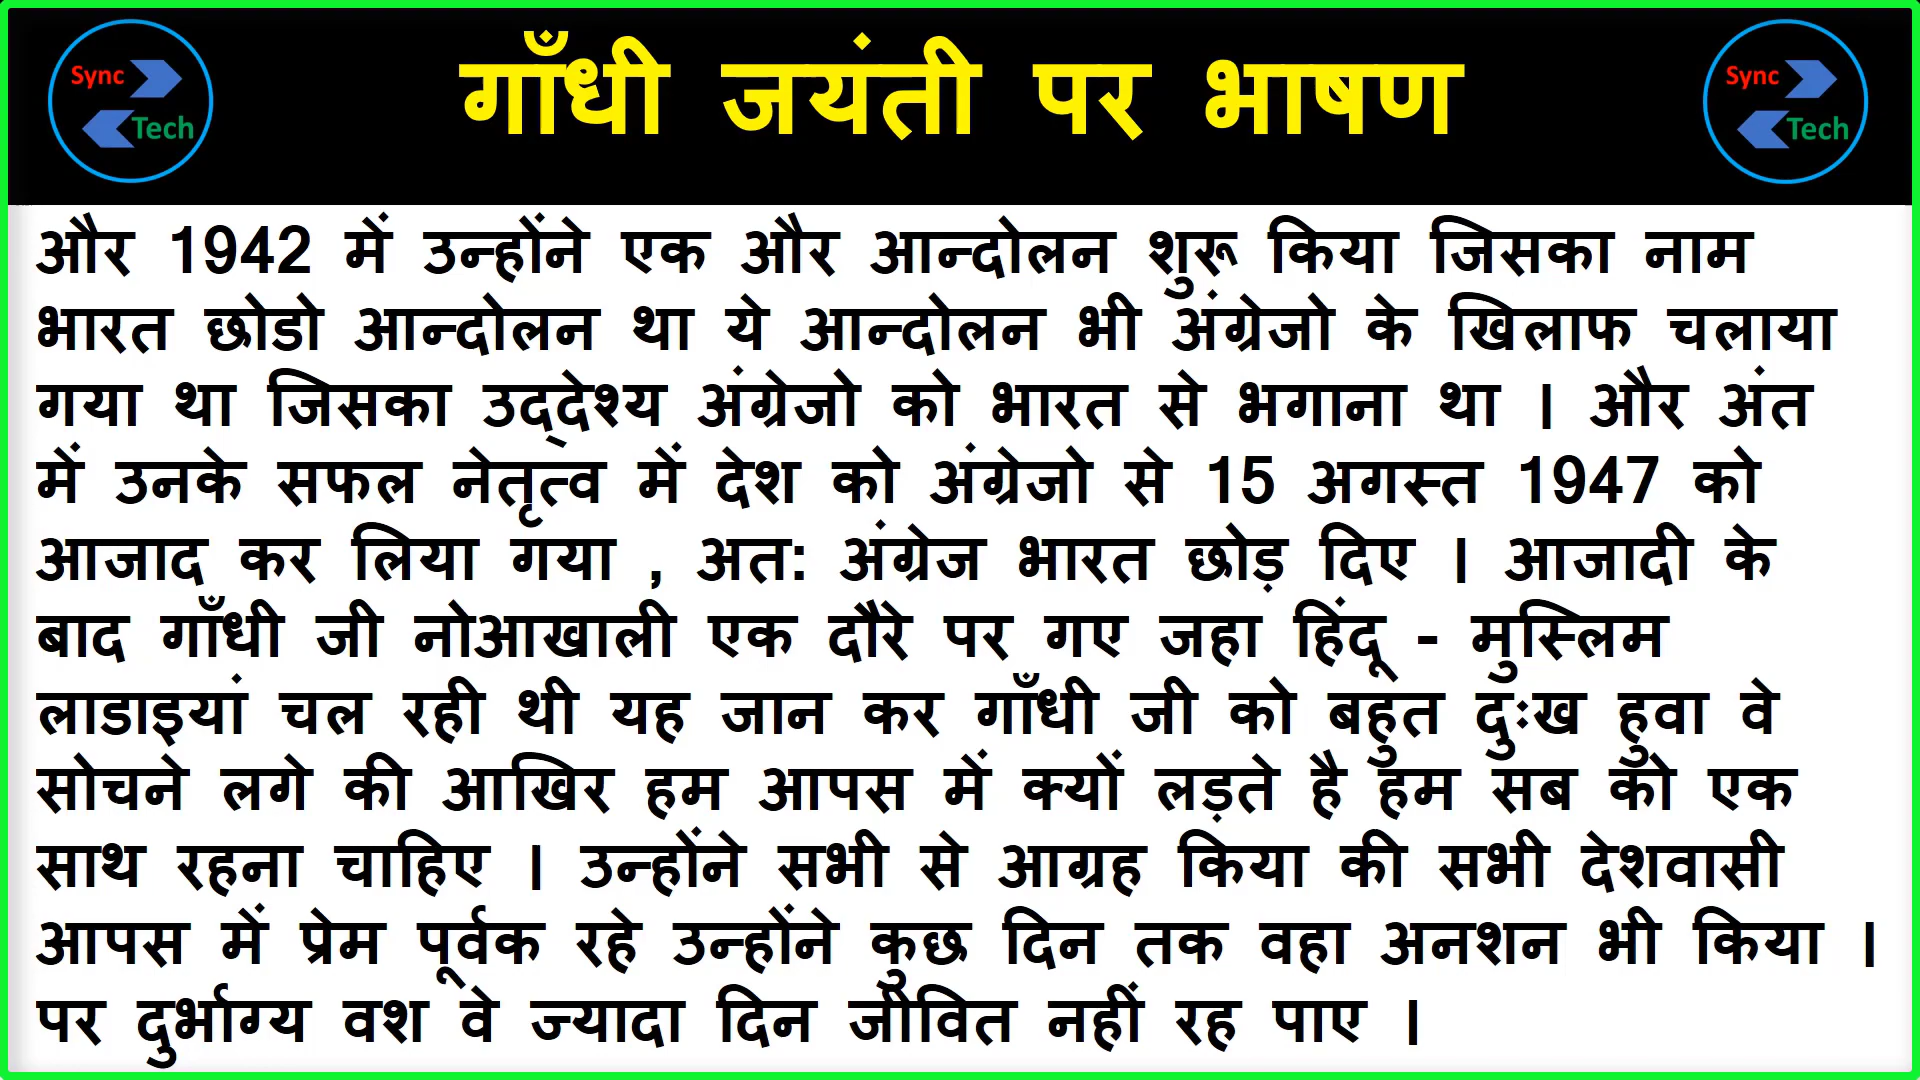 Sync
Tech
गाँधी जयंती पर भाषण
Sync
Tech
और 1942 में उन्होंने एक और आन्दोलन शुरू किया जिसका नाम
भारत छोडो आन्दोलन था ये आन्दोलन भी अंग्रेजो के खिलाफ चलाया
गया था जिसका उद्देश्य अंग्रेजो को भारत से भगाना था । और अंत
में उनके सफल नेतृत्व में देश को अंग्रेजो से 15 अगस्त 1947 को
आजाद कर लिया गया , अत: अंग्रेज भारत छोड़ दिए । आजादी के
बाद गाँधी जी नोआखाली एक दौरे पर गए जहा हिंदू - मुस्लिम
लाडाइयां चल रही थी यह जान कर गाँधी जी को बहुत दुःख हुवा वे
सोचने लगे की आखिर हम आपस में क्यों लड़ते है हम सब को एक
साथ रहना चाहिए । उन्होंने सभी से आग्रह किया की सभी देशवासी
आपस में प्रेम पूर्वक रहे उन्होंने कुछ दिन तक वहा अनशन भी किया ।
पर दुर्भाग्य वश वे ज्यादा दिन जीवित नहीं रह पाए ।